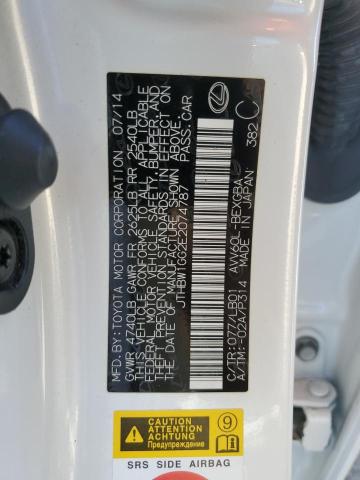 MFD.BY:TOYOTA MOTOR CORPORATION 07/14
GVWR 4740LB GAWR FR 2625LB RR 2540LB
THIS VEHICLE CONFORMS TO ALL APPLICABLE
FEDERAL MOTOR VEHICLE SAFETY,BUMPER,AND
THEFT PREVENTION STANDARDS IN EFFECT ON
THE DATE OF MANUFACTURE SHOWN ABOVE.
JTHBW1GG2E2074787 PASS.CAR
382 C
C/TR:077/LB01 AVV60L-BEXGBA
A/TM:-02A/P314 MADE IN JAPAN
CAUTION
ATTENTION
ACHTUNG
Предупреждение
9
SRS SIDE AIRBAG